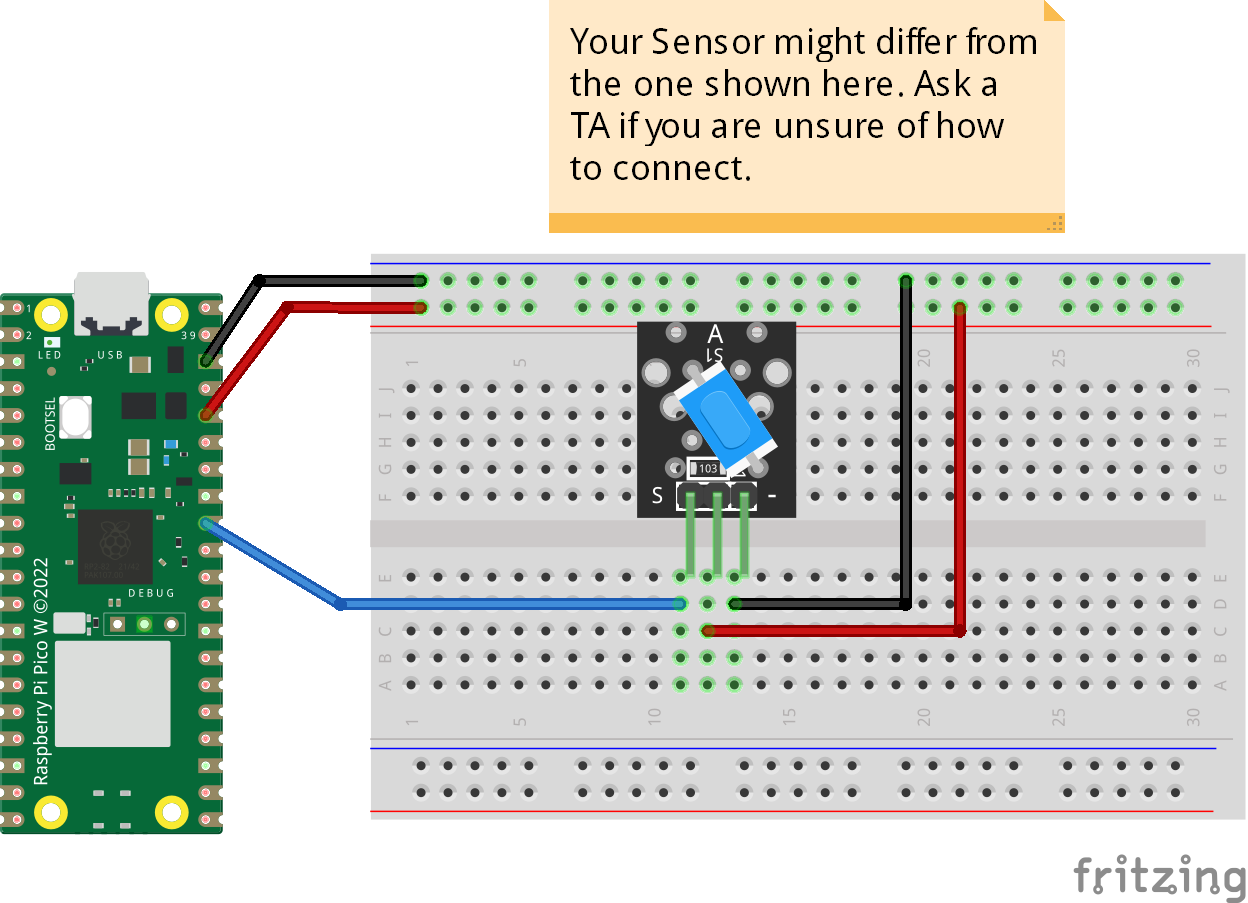 Your Sensor might differ from
the one shown here. Ask a
TA if you are unsure of how
to connect.
1
2
39
LED
USB
BOOTSEL
DEBUG
Raspberry Pi Pico W ©2022
A
S1
103
S -
1 5 20 25 30
J J
I I
H H
G G
F F
E E
D D
C C
B B
A A
1 5 10 15 20 25 30
fritzing